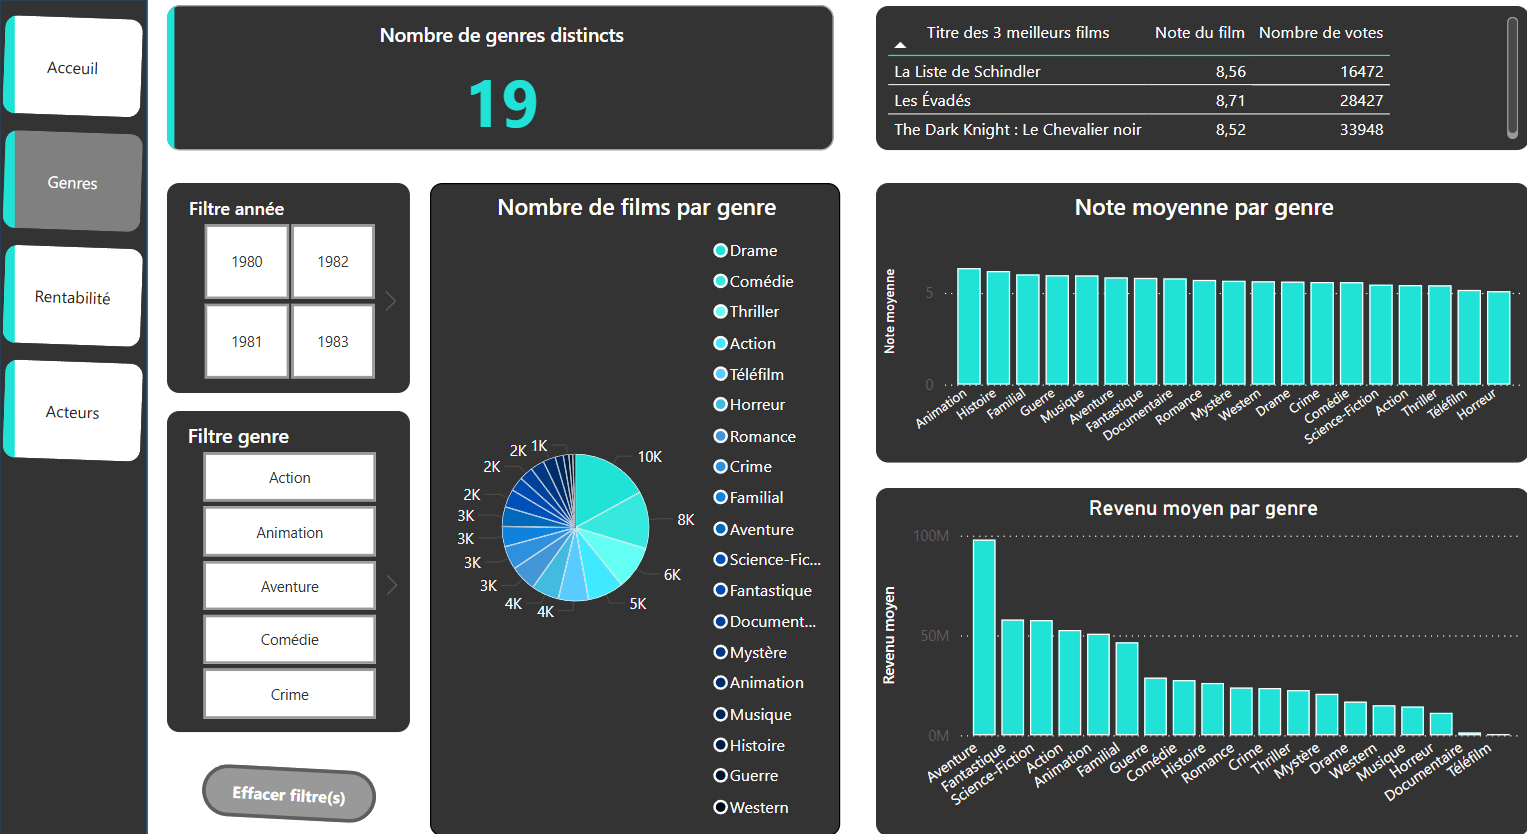 Acceuil
Genres
Rentabilité
Acteurs
Nombre de genres distincts
19
Titre des 3 meilleurs films Note du film Nombre de votes
La Liste de Schindler 8,56 16472
Les Évadés 8,71 28427
The Dark Knight : Le Chevalier noir 8,52 33948
Filtre année
1980 1982
1981 1983
Filtre genre
Action
Animation
Aventure
Comédie
Crime
Effacer filtre(s)
Nombre de films par genre
10K
8K
6K
5K
4K
4K
3K
3K
3K
3K
2K
2K
2K
1K
Drame
Comédie
Thriller
Action
Téléfilm
Horreur
Romance
Crime
Familial
Aventure
Science-Fic...
Fantastique
Document...
Mystère
Animation
Musique
Histoire
Guerre
Western
Note moyenne par genre
Note moyenne
5
0
Animation
Histoire
Familial
Guerre
Musique
Aventure
Fantastique
Documentaire
Romance
Mystère
Western
Drame
Crime
Comédie
Science-Fiction
Action
Thriller
Téléfilm
Horreur
Revenu moyen par genre
Revenu moyen
100M
50M
0M
Aventure
Fantastique
Science-Fiction
Action
Animation
Familial
Guerre
Comédie
Histoire
Romance
Crime
Thriller
Mystère
Drame
Western
Musique
Horreur
Documentaire
Téléfilm